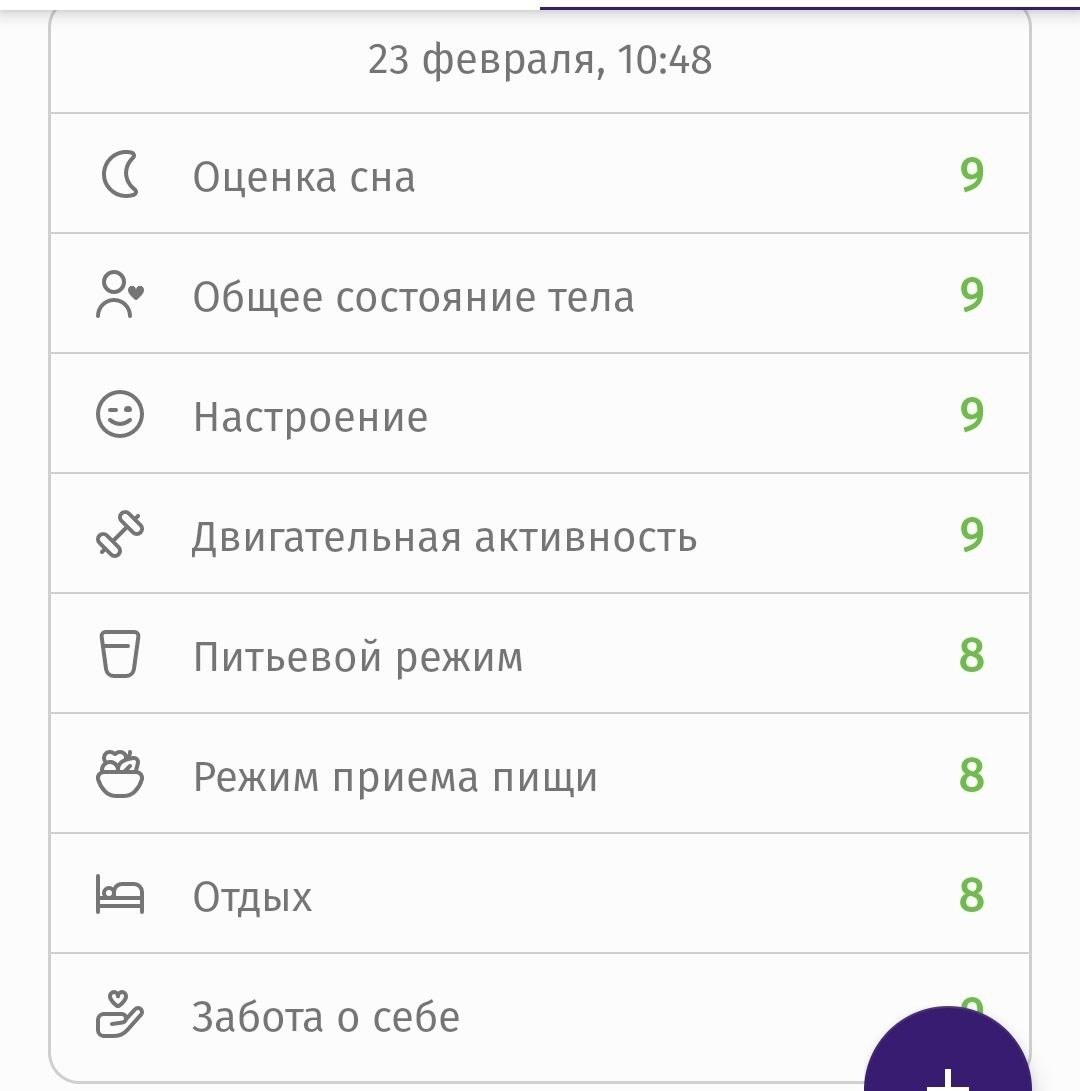 23 февраля, 10:48
Оценка сна 9
Общее состояние тела 9
Настроение 9
Двигательная активность 9
Питьевой режим 8
Режим приема пищи 8
Отдых 8
Забота о себе